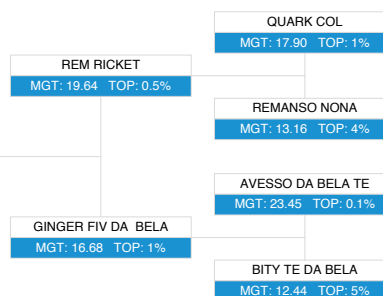 QUARK COL
MGT: 17.90 TOP: 1%
REM RICKET
MGT: 19.64 TOP: 0.5%
REMANSO NONA
MGT: 13.16 TOP: 4%
AVESSO DA BELA TE
MGT: 23.45 TOP: 0.1%
GINGER FIV DA BELA
MGT: 16.68 TOP: 1%
BITY TE DA BELA
MGT: 12.44 TOP: 5%